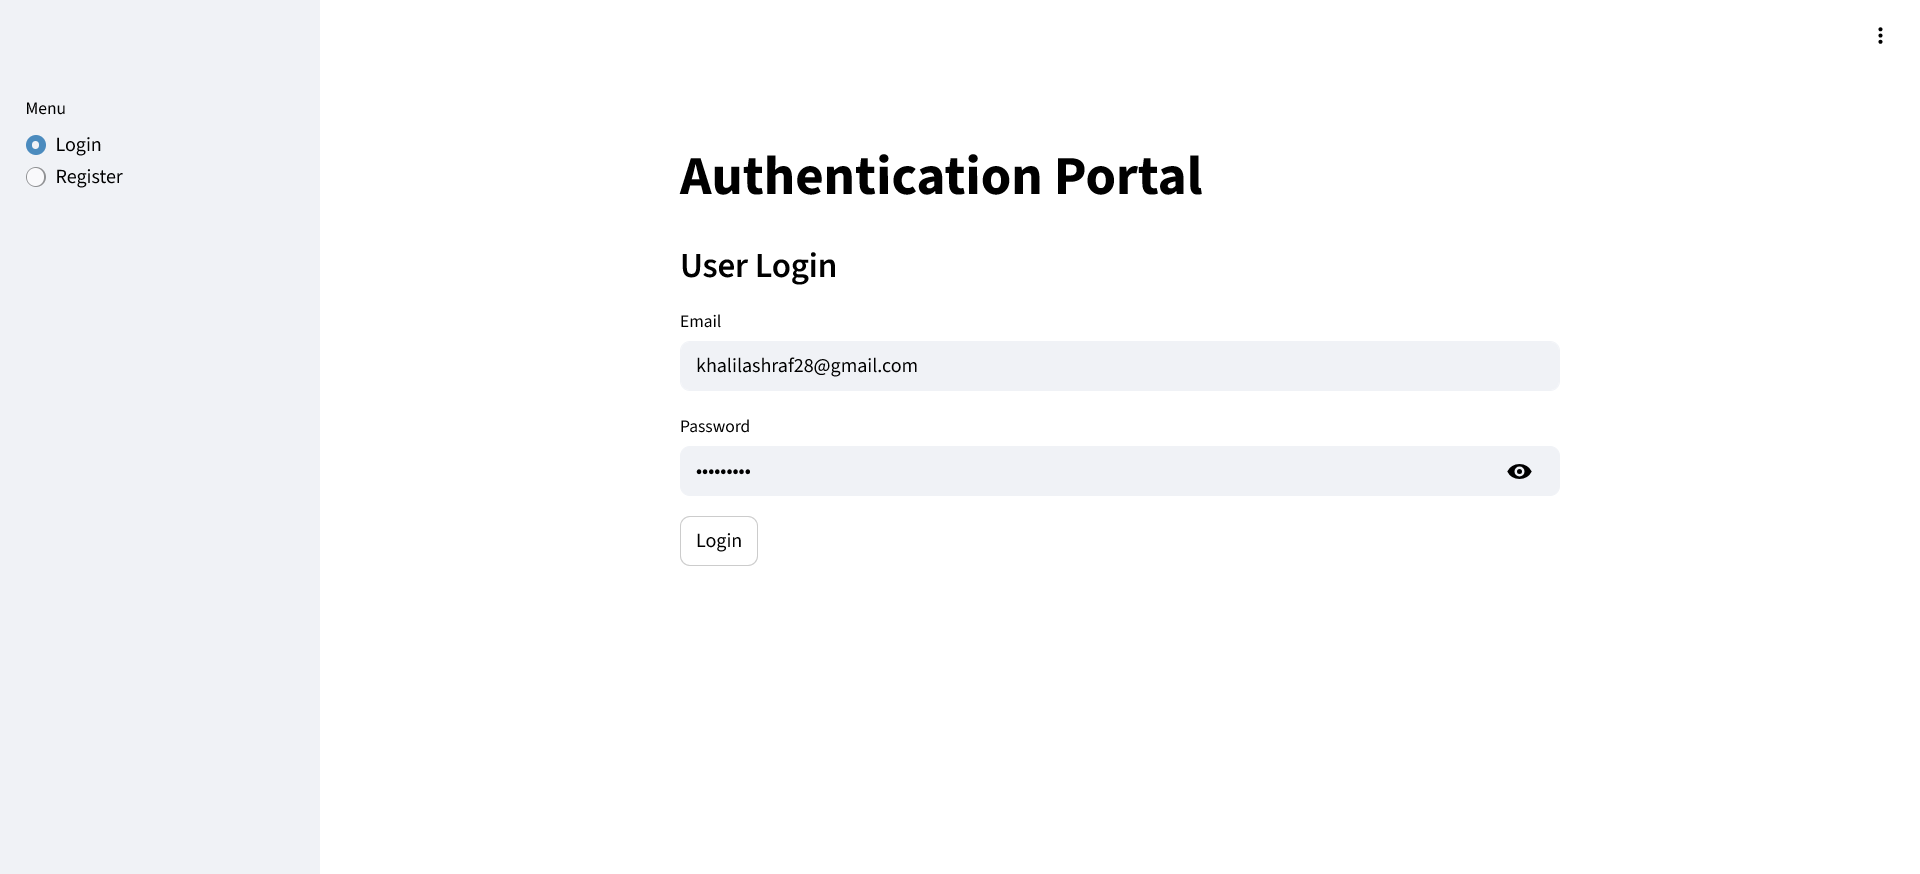 Menu
Login
Register
Authentication Portal
User Login
Email
khalilashraf28@gmail.com
Password
•••••••••
Login